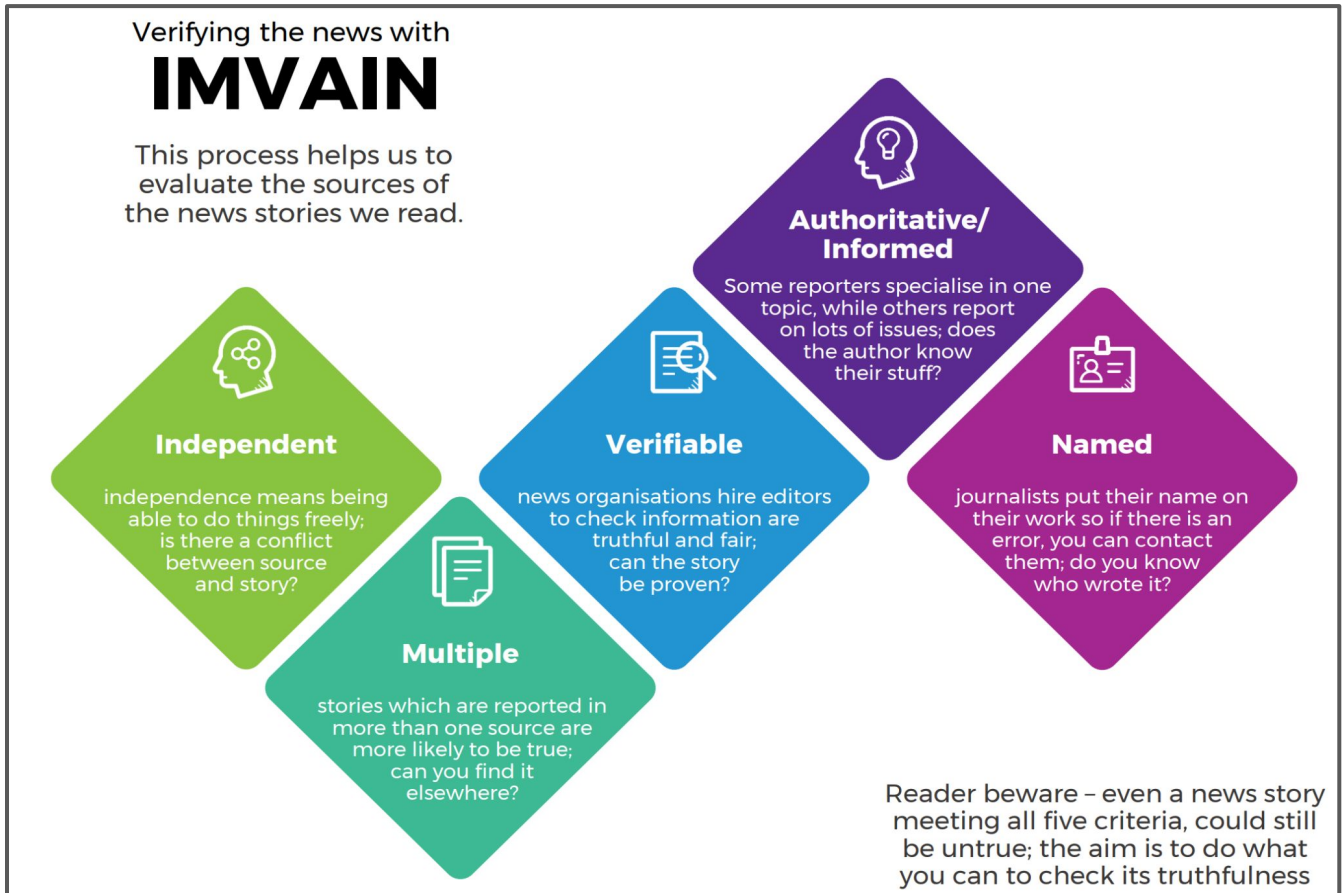 Verifying the news with
IMVAIN
This process helps us to
evaluate the sources of
the news stories we read.
Independent
independence means being
able to do things freely;
is there a conflict
between source
and story?
Multiple
stories which are reported in
more than one source are
more likely to be true;
can you find it
elsewhere?
Verifiable
news organisations hire editors
to check information are
truthful and fair;
can the story
be proven?
Authoritative/
Informed
Some reporters specialise in one
topic, while others report
on lots of issues; does
the author know
their stuff?
Named
journalists put their name on
their work so if there is an
error, you can contact
them; do you know
who wrote it?
Reader beware – even a news story
meeting all five criteria, could still
be untrue; the aim is to do what
you can to check its truthfulness